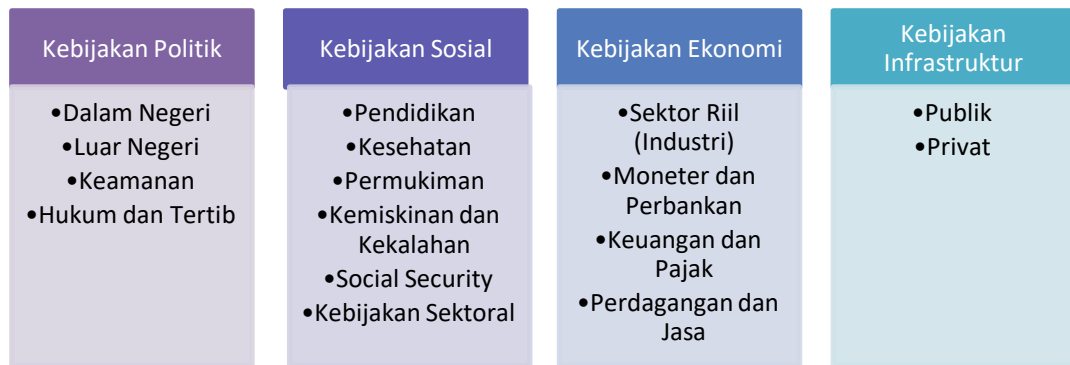 Kebijakan Politik
•Dalam Negeri
•Luar Negeri
•Keamanan
•Hukum dan Tertib
Kebijakan Sosial
•Pendidikan
•Kesehatan
•Permukiman
•Kemiskinan dan
Kekalahan
•Social Security
•Kebijakan Sektoral
Kebijakan Ekonomi
•Sektor Riil
(Industri)
•Moneter dan
Perbankan
•Keuangan dan
Pajak
•Perdagangan dan
Jasa
Kebijakan
Infrastruktur
•Publik
•Privat